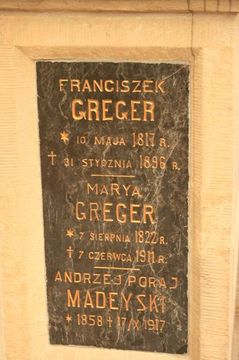 FRANCISZEK
GREGER
* 10 MAJA 1817 R.
† 31 STYCZNIA 1896 R.
MARYA
GREGER
* 7 SIERPNIA 1822 R.
† 7 CZERWCA 1911 R.
ANDRZEJ PORAJ
MADEYSKI
* 1858 † 17/X 1917